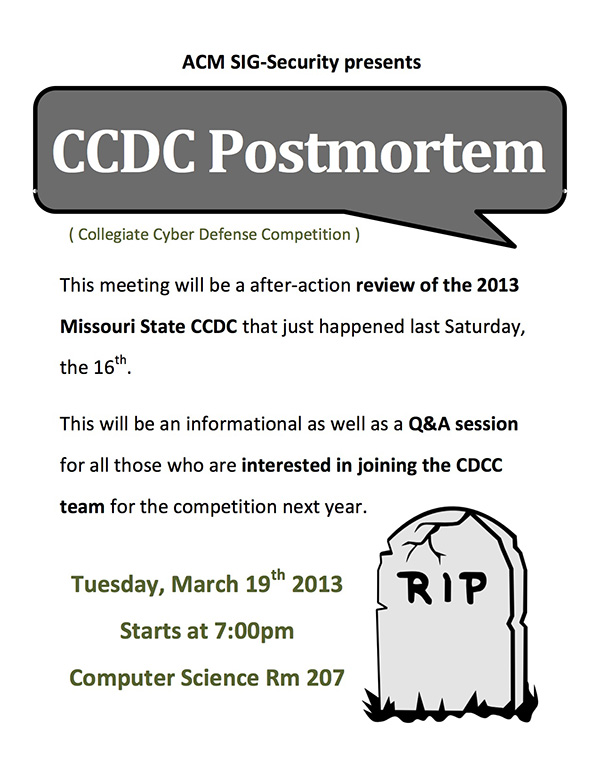 ACM SIG-Security presents
CCDC Postmortem
( Collegiate Cyber Defense Competition )
This meeting will be a after-action review of the 2013
Missouri State CCDC that just happened last Saturday,
the 16th.
This will be an informational as well as a Q&A session
for all those who are interested in joining the CDCC
team for the competition next year.
RIP
Tuesday, March 19th 2013
Starts at 7:00pm
Computer Science Rm 207